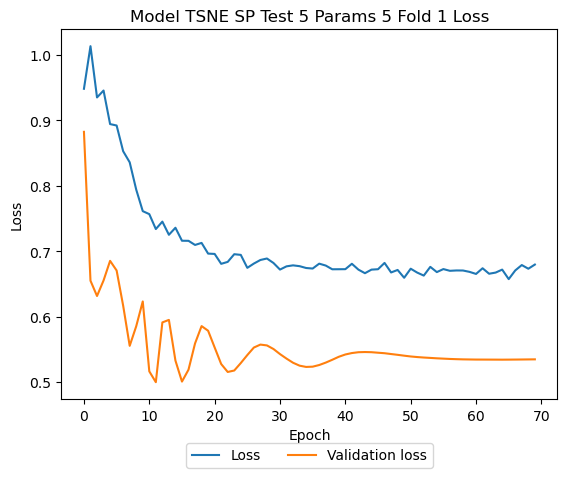 Model TSNE SP Test 5 Params 5 Fold 1 Loss
1.0
0.9
0.8
0.7
0.6
0.5
Loss
0 10 20 30 40 50 60 70
Epoch
Loss Validation loss